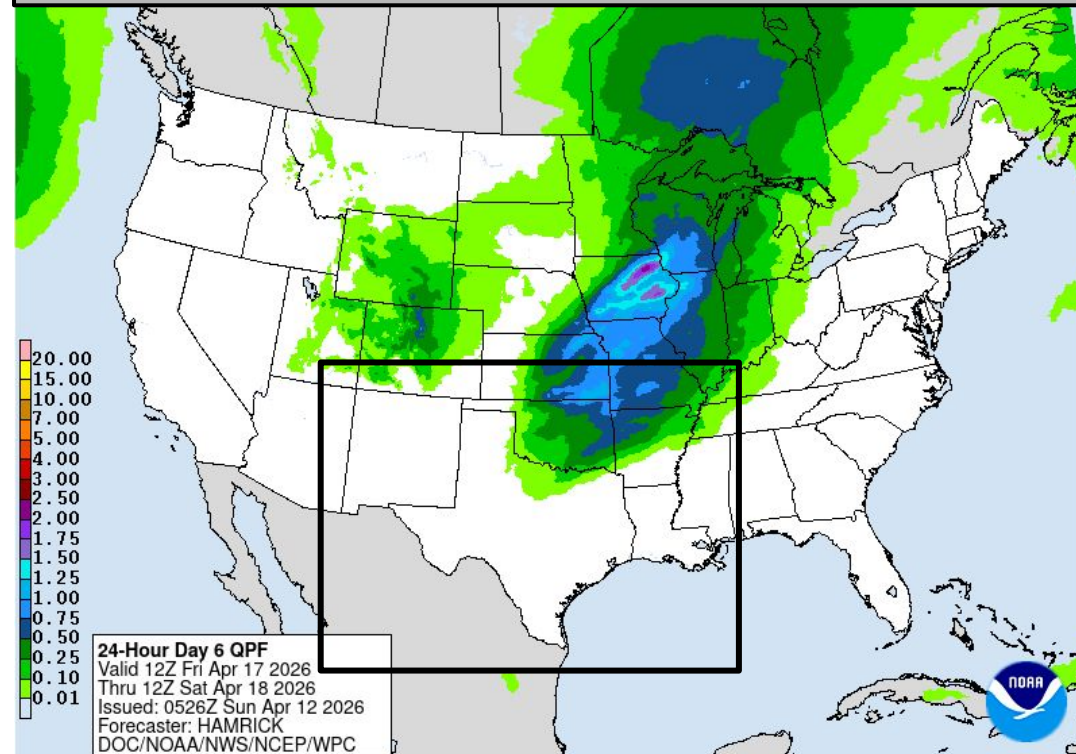 20.00
15.00
10.00
7.00
5.00
4.00
3.00
2.50
2.00
1.75
1.50
1.25
1.00
0.75
0.50
0.25
0.10
0.01
24-Hour Day 6 QPF
Valid 12Z Fri Apr 17 2026
Thru 12Z Sat Apr 18 2026
Issued: 0526Z Sun Apr 12 2026
Forecaster: HAMRICK
DOC/NOAA/NWS/NCEP/WPC
NOAA